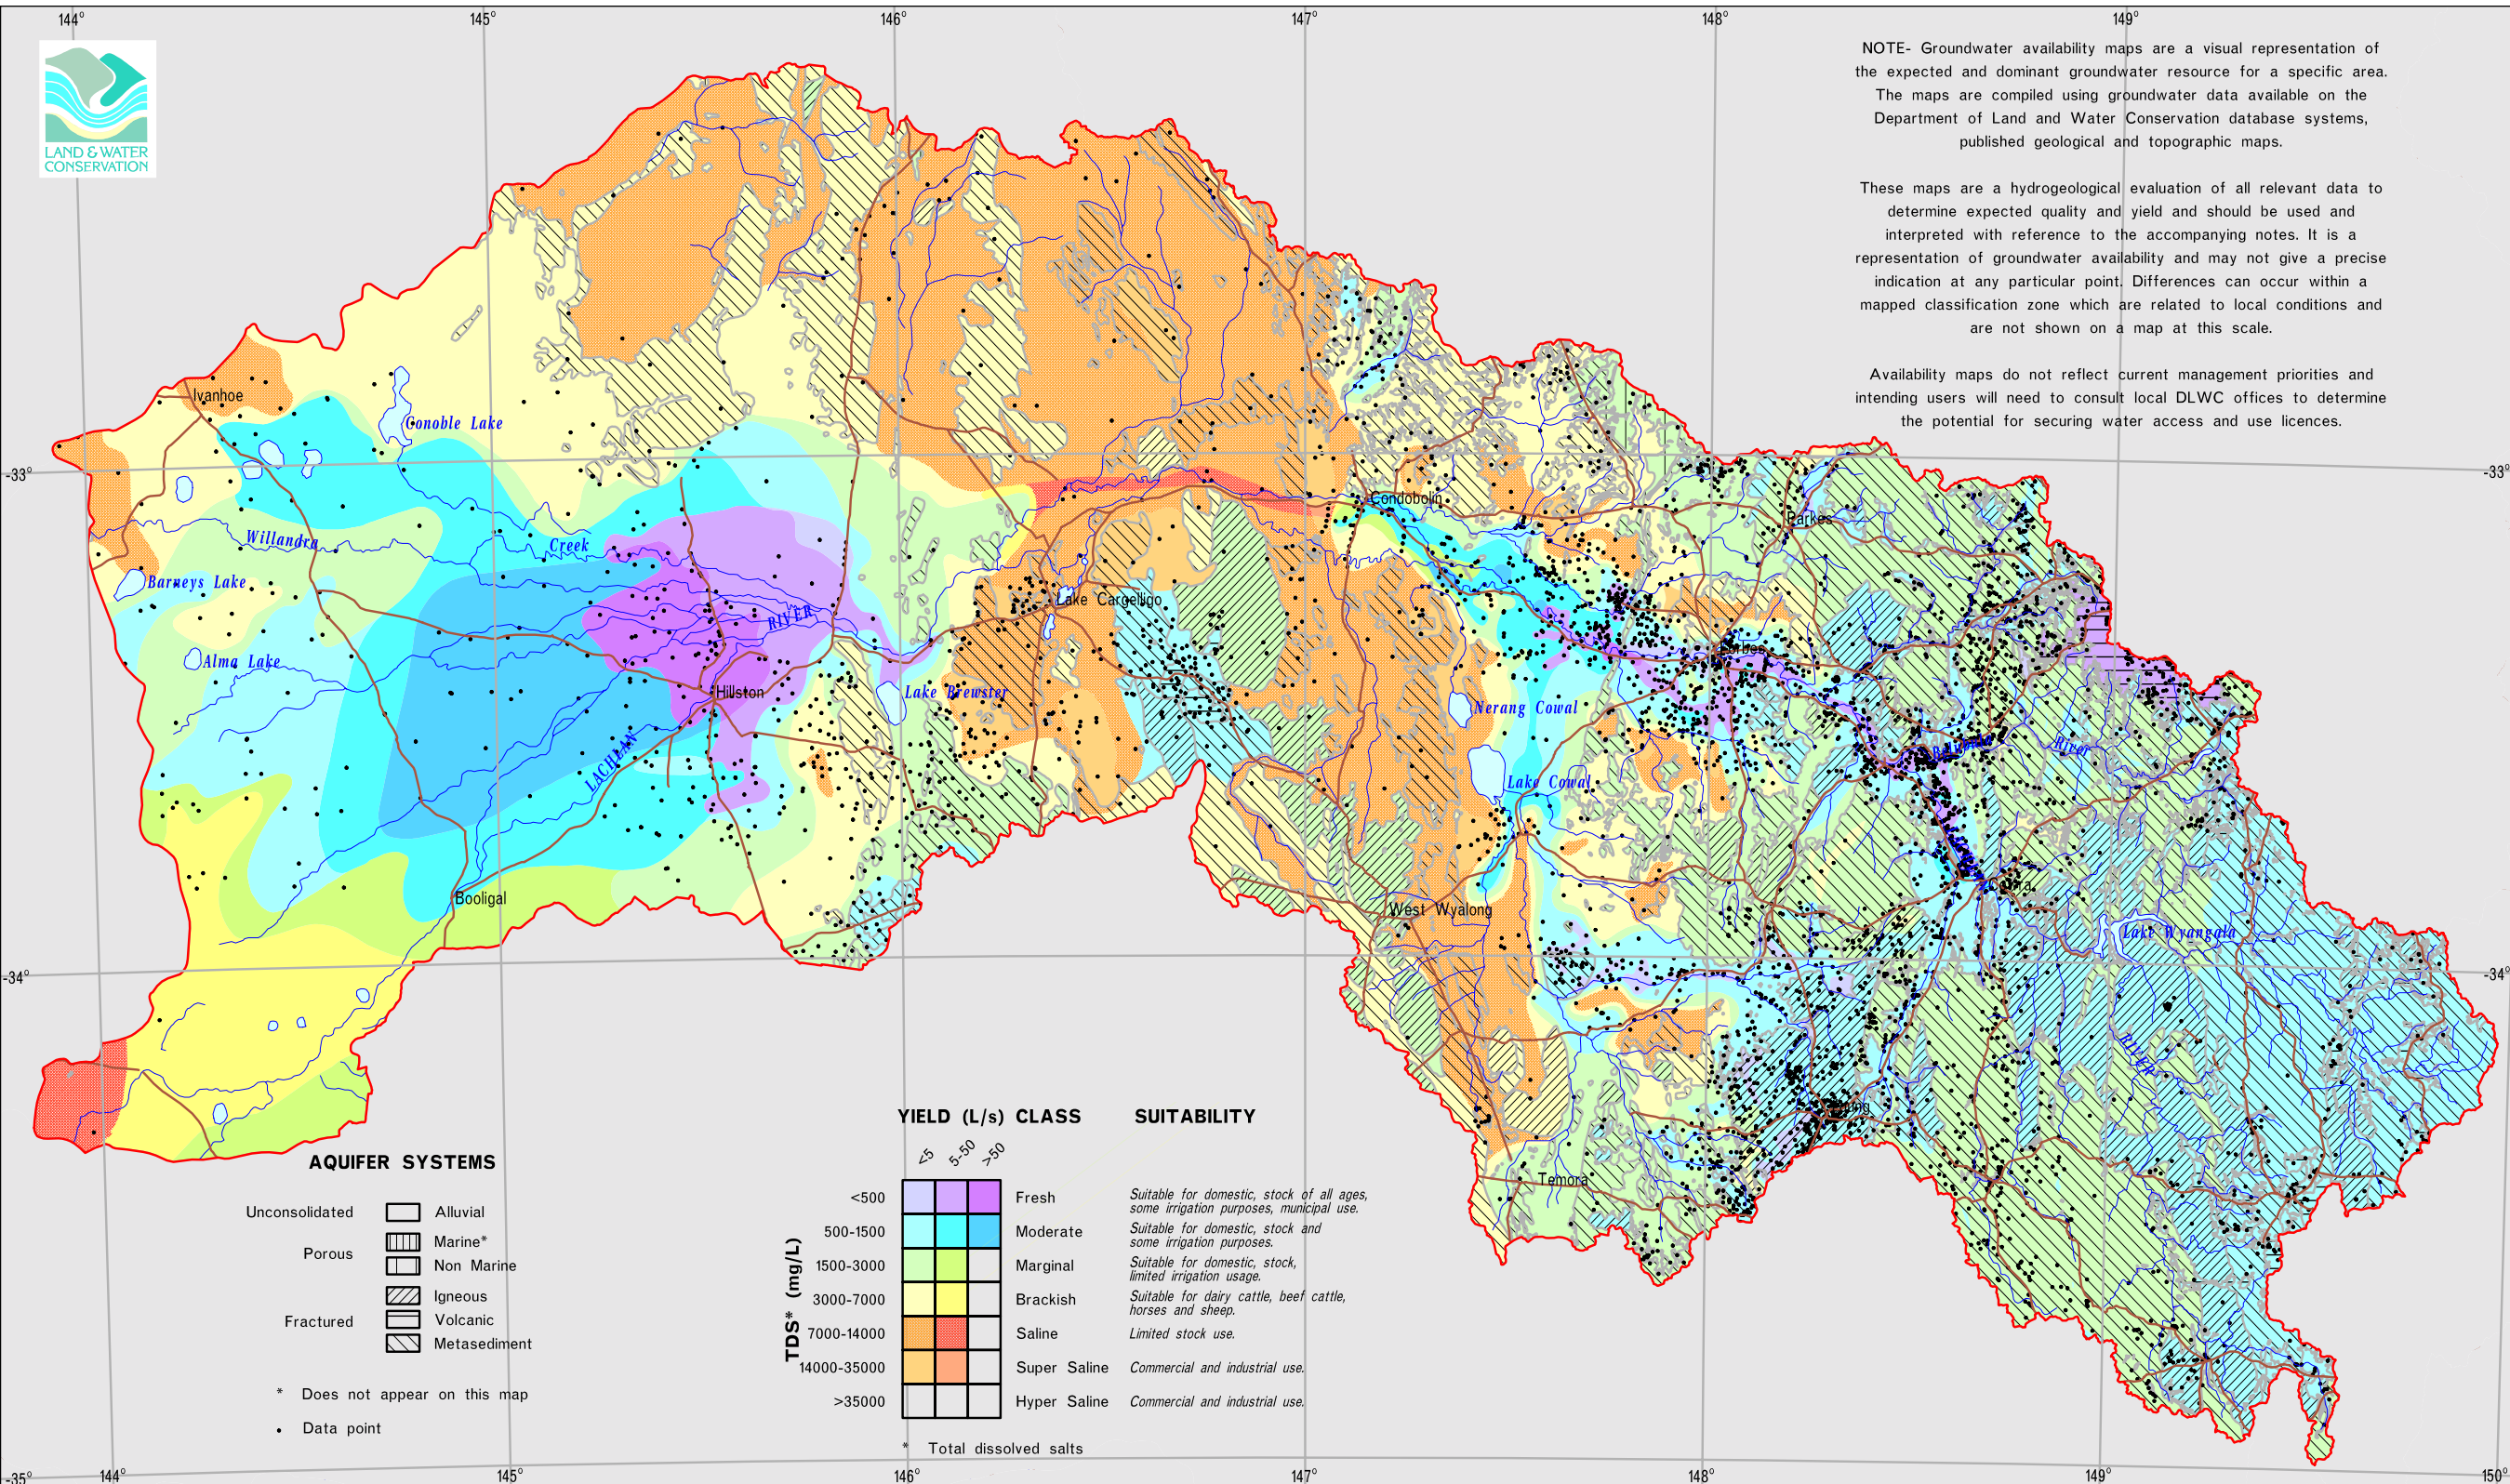 144°
145°
146°
147°
148°
149°
LAND & WATER
CONSERVATION
NOTE- Groundwater availability maps are a visual representation of
the expected and dominant groundwater resource for a specific area.
The maps are compiled using groundwater data available on the
Department of Land and Water Conservation database systems,
published geological and topographic maps.
These maps are a hydrogeological evaluation of all relevant data to
determine expected quality and yield and should be used and
interpreted with reference to the accompanying notes. It is a
representation of groundwater availability and may not give a precise
indication at any particular point. Differences can occur within a
mapped classification zone which are related to local conditions and
are not shown on a map at this scale.
Availability maps do not reflect current management priorities and
intending users will need to consult local DLWC offices to determine
the potential for securing water access and use licences.
Ivanhoe
Conoble Lake
-33°
-33°
Condobolin
Parkes
Willandra
Creek
Barneys Lake
Lake Cargelligo
RIVER
Forbes
Alma Lake
Hillston
Lake Brewster
Nerang Cowal
Belubula
River
LACHLAN
Lake Cowal
Booligal
Cowra
West Wyalong
Lake Wyangala
-34°
-34°
RIVER
Young
Temora
AQUIFER SYSTEMS
Unconsolidated
Alluvial
Porous
Marine*
Non Marine
Fractured
Igneous
Volcanic
Metasediment
* Does not appear on this map
Data point
YIELD (L/s) CLASS SUITABILITY
<5 5-50 >50
TDS* (mg/L)
<500 Fresh Suitable for domestic, stock of all ages,
some irrigation purposes, municipal use.
500-1500 Moderate Suitable for domestic, stock and
some irrigation purposes.
1500-3000 Marginal Suitable for domestic, stock,
limited irrigation usage.
3000-7000 Brackish Suitable for dairy cattle, beef cattle,
horses and sheep.
7000-14000 Saline Limited stock use.
14000-35000 Super Saline Commercial and industrial use.
>35000 Hyper Saline Commercial and industrial use.
* Total dissolved salts
-35°
144°
145°
146°
147°
148°
149°
150°